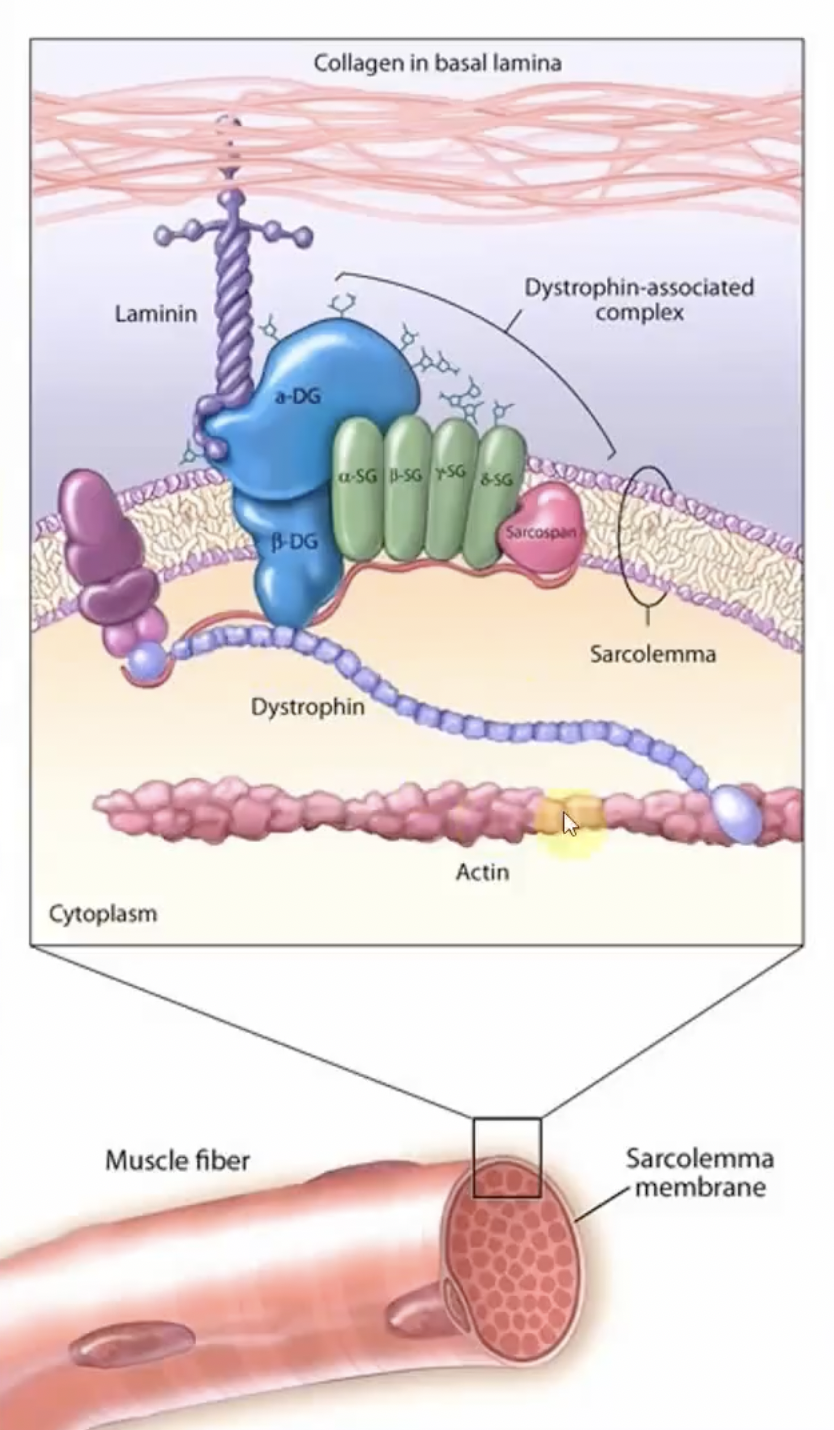 Collagen in basal lamina
Dystrophin-associated
complex
Laminin
a-DG
α-SG
β-SG
γ-SG
δ-SG
β-DG
Sarcospan
Sarcolemma
Dystrophin
Actin
Cytoplasm
Muscle fiber
Sarcolemma
membrane